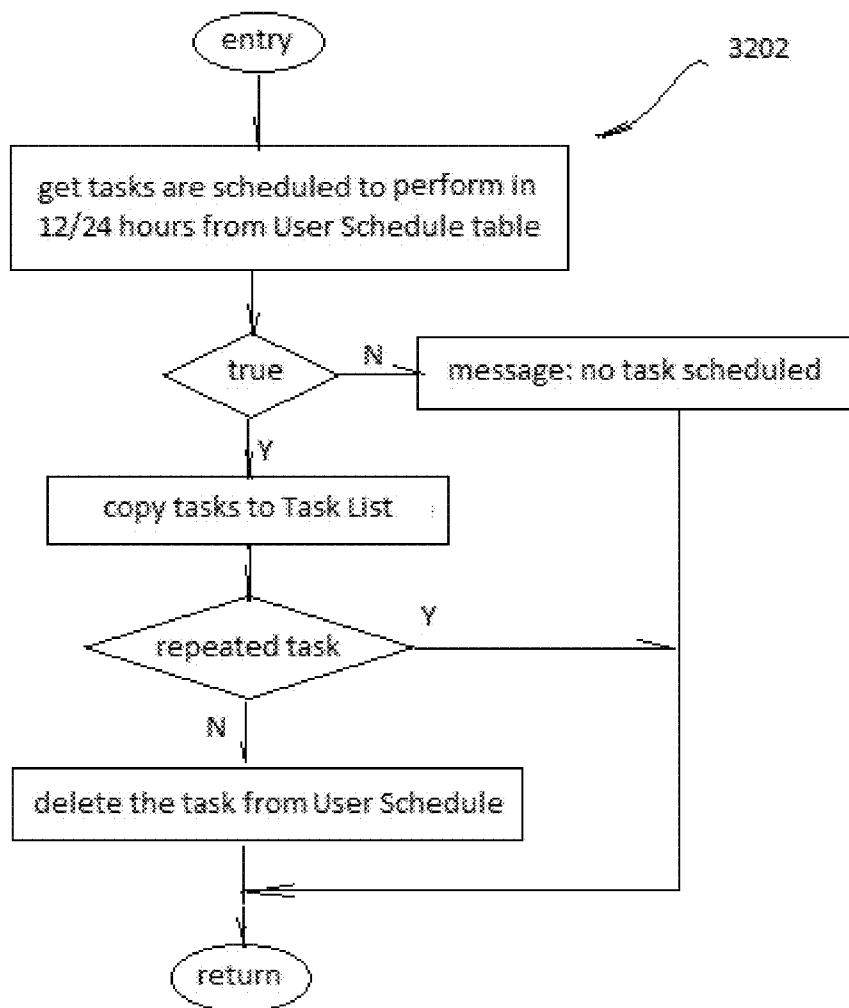 entry
3202
get tasks are scheduled to perform in
12/24 hours from User Schedule table
true
N
message: no task scheduled
Y
copy tasks to Task List
repeated task
Y
N
delete the task from User Schedule
return